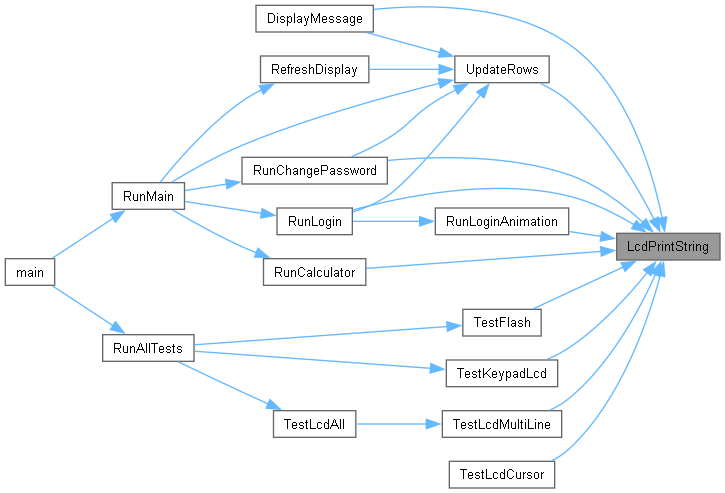 DisplayMessage
RefreshDisplay
UpdateRows
RunChangePassword
RunMain
RunLogin
RunLoginAnimation
LcdPrintString
main
RunCalculator
TestFlash
RunAllTests
TestKeypadLcd
TestLcdAll
TestLcdMultiLine
TestLcdCursor